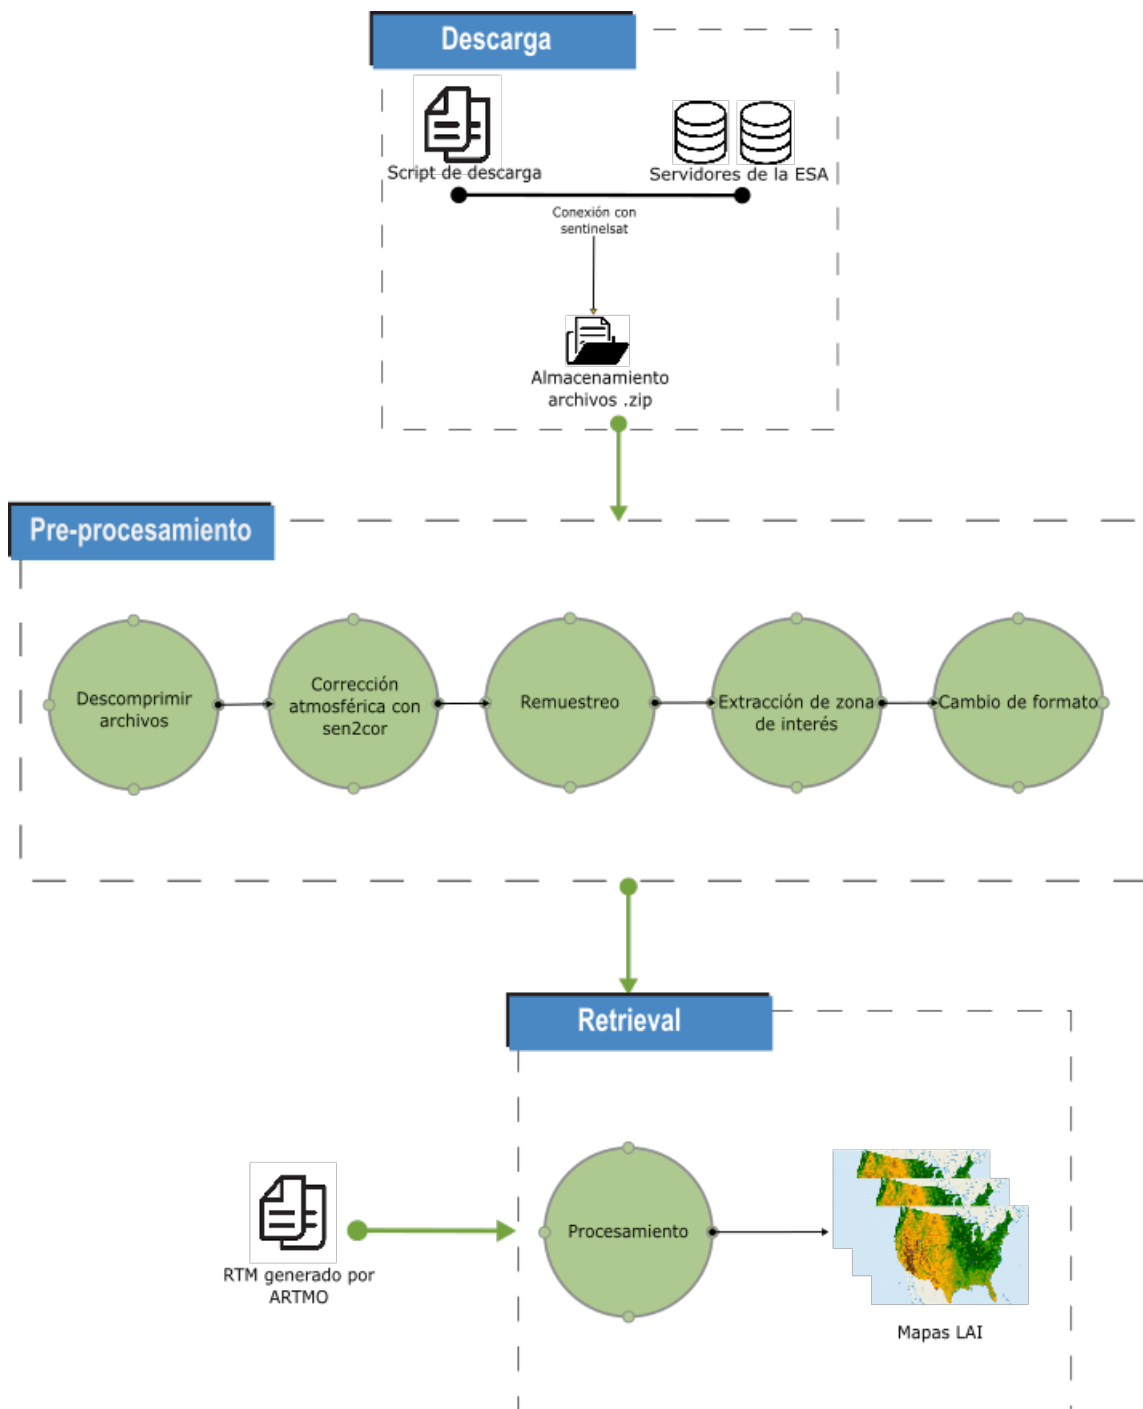 Descarga
Script de descarga
Servidores de la ESA
Conexión con
sentinelsat
Almacenamiento
archivos .zip
Pre-procesamiento
Descomprimir
archivos
Corrección
atmosférica con
sen2cor
Remuestreo
Extracción de zona
de interés
Cambio de formato
Retrieval
RTM generado por
ARTMO
Procesamiento
Mapas LAI